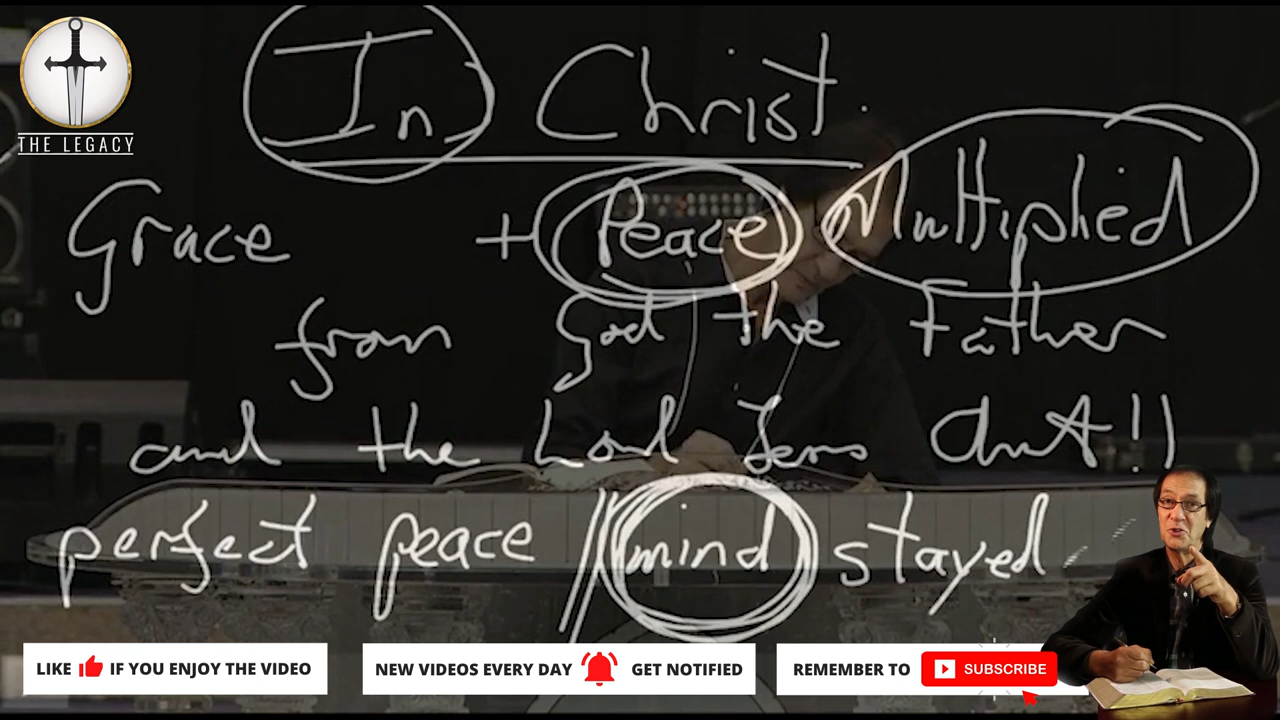 In Christ.
THE LEGACY
Grace + Peace Multiplied
from God the Father
and the Lord Jesus Christ!!
perfect peace mind stayed
LIKE IF YOU ENJOY THE VIDEO
NEW VIDEOS EVERY DAY GET NOTIFIED
REMEMBER TO SUBSCRIBE